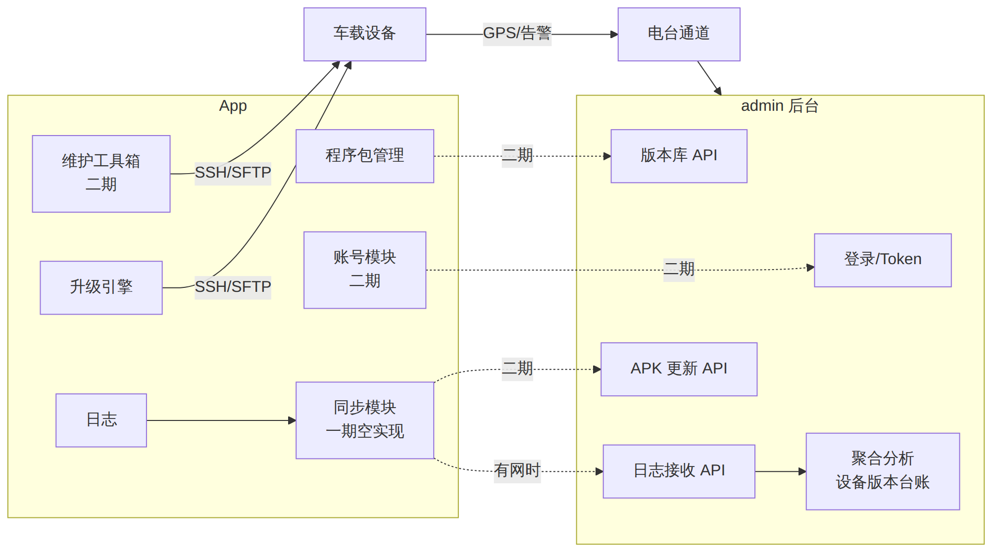 车载设备
GPS/告警
电台通道
App
admin 后台
维护工具箱
二期
SSH/SFTP
程序包管理
二期
版本库 API
升级引擎
SSH/SFTP
账号模块
二期
二期
登录/Token
二期
APK 更新 API
日志
同步模块
一期空实现
有网时
日志接收 API
聚合分析
设备版本台账